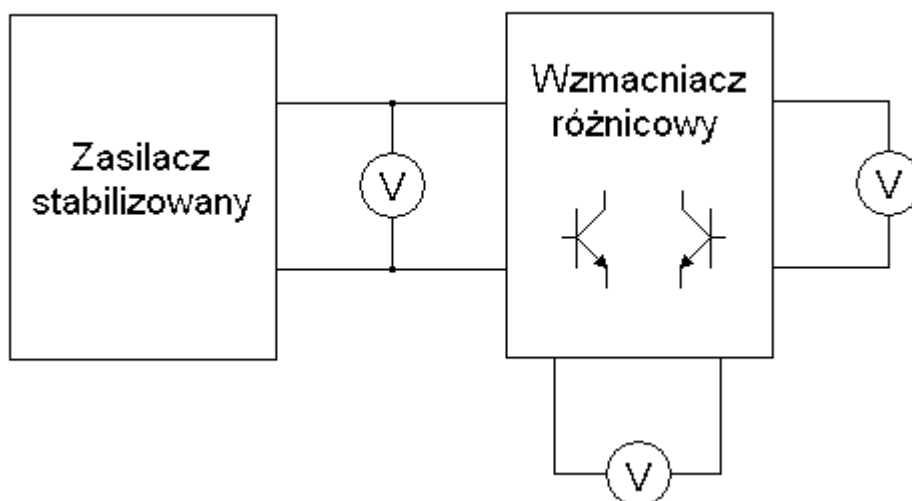 Zasilacz
stabilizowany
V
Wzmacniacz
różnicowy
V
V